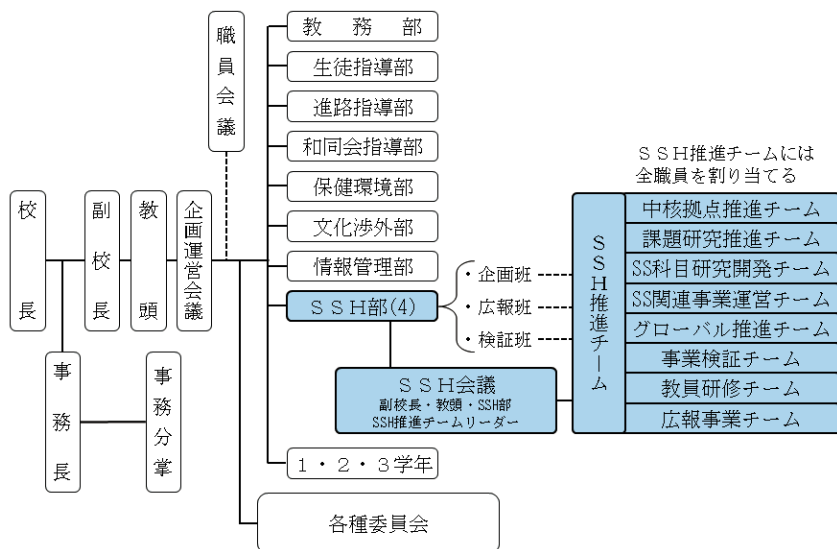 校長
副校長
教頭
企画運営会議
職員会議
事務長
事務分掌
教務部
生徒指導部
進路指導部
和同会指導部
保健環境部
文化渉外部
情報管理部
ＳＳＨ部(4)
・企画班
・広報班
・検証班
ＳＳＨ会議
副校長・教頭・SSH部
SSH推進チームリーダー
１・２・３学年
各種委員会
ＳＳＨ推進チームには
全職員を割り当てる
ＳＳＨ推進チーム
中核拠点推進チーム
課題研究推進チーム
SS科目研究開発チーム
SS関連事業運営チーム
グローバル推進チーム
事業検証チーム
教員研修チーム
広報事業チーム